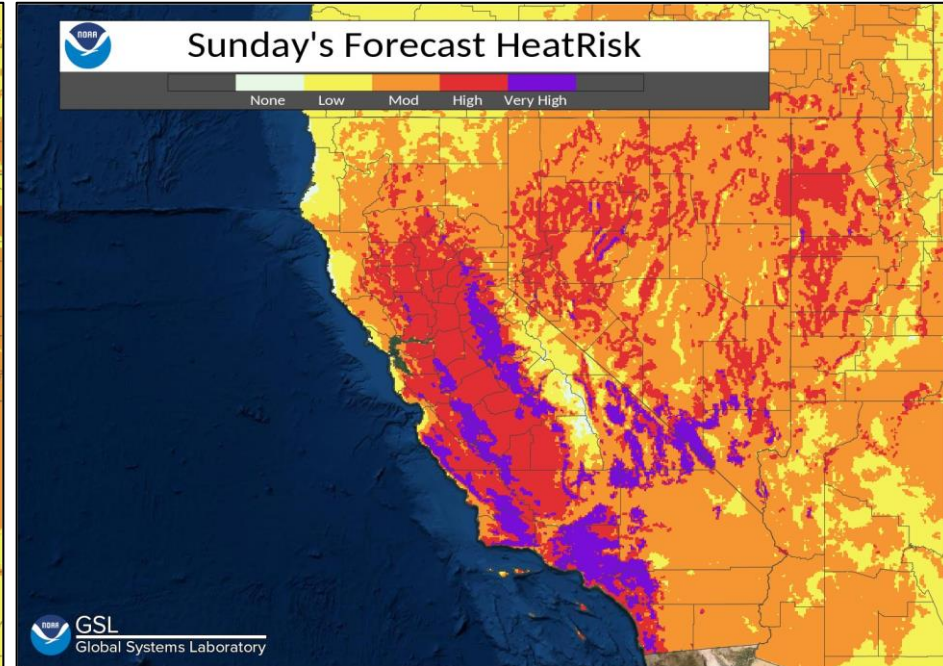 NOAA
Sunday's Forecast HeatRisk
None Low Mod High Very High
NOAA
GSL
Global Systems Laboratory